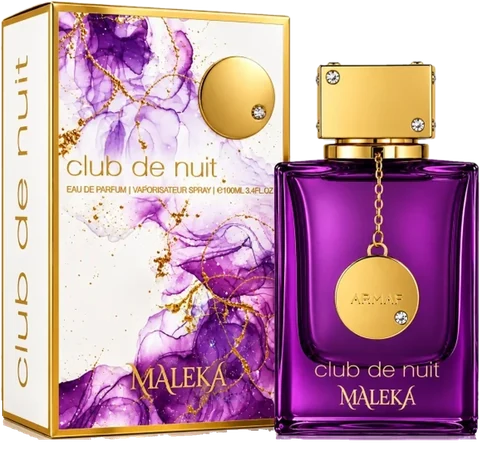 club de nuit
club de nuit
EAU DE PARFUM | VAPORISATEUR SPRAY | ℮100ML 3.4FL.OZ
MALEKA
ARMAF
club de nuit
MALEKA